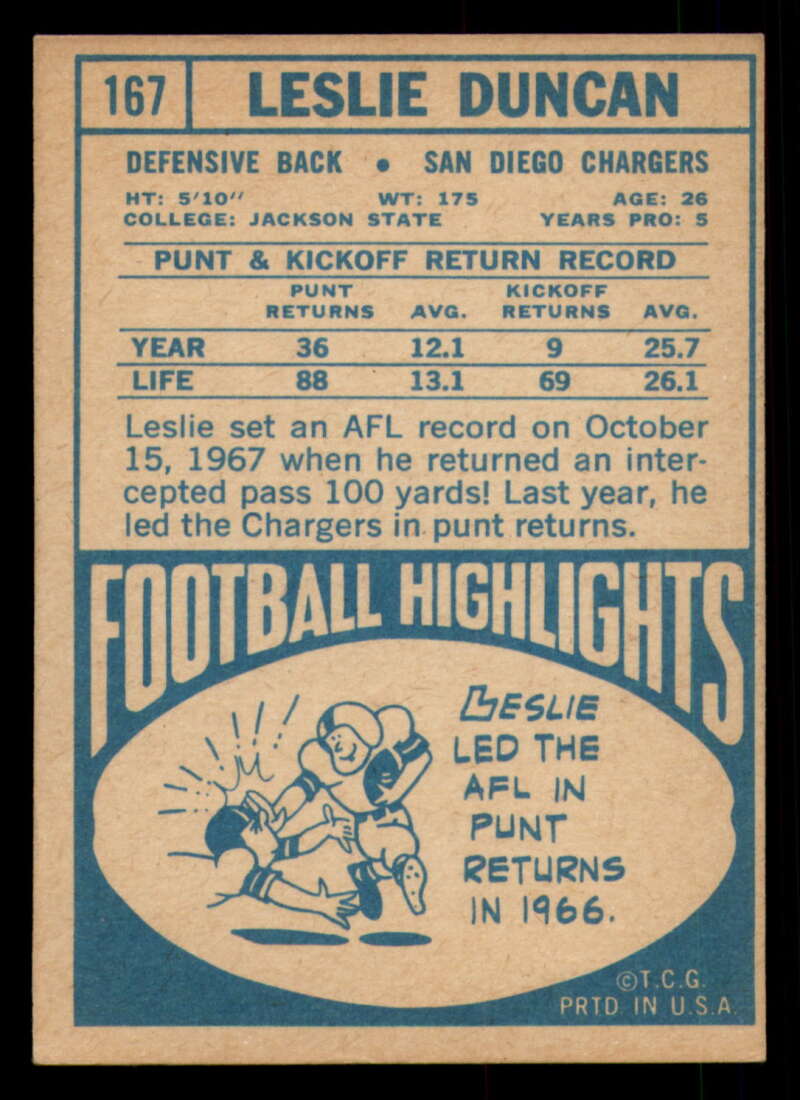 167 LESLIE DUNCAN
DEFENSIVE BACK • SAN DIEGO CHARGERS
HT: 5'10" WT: 175 AGE: 26
COLLEGE: JACKSON STATE YEARS PRO: 5
PUNT & KICKOFF RETURN RECORD
PUNT KICKOFF
RETURNS AVG. RETURNS AVG.
YEAR 36 12.1 9 25.7
LIFE 88 13.1 69 26.1
Leslie set an AFL record on October
15, 1967 when he returned an inter-
cepted pass 100 yards! Last year, he
led the Chargers in punt returns.
FOOTBALL HIGHLIGHTS
LESLIE
LED THE
AFL IN
PUNT
RETURNS
IN 1966.
©T.C.G.
PRTD. IN U.S.A.